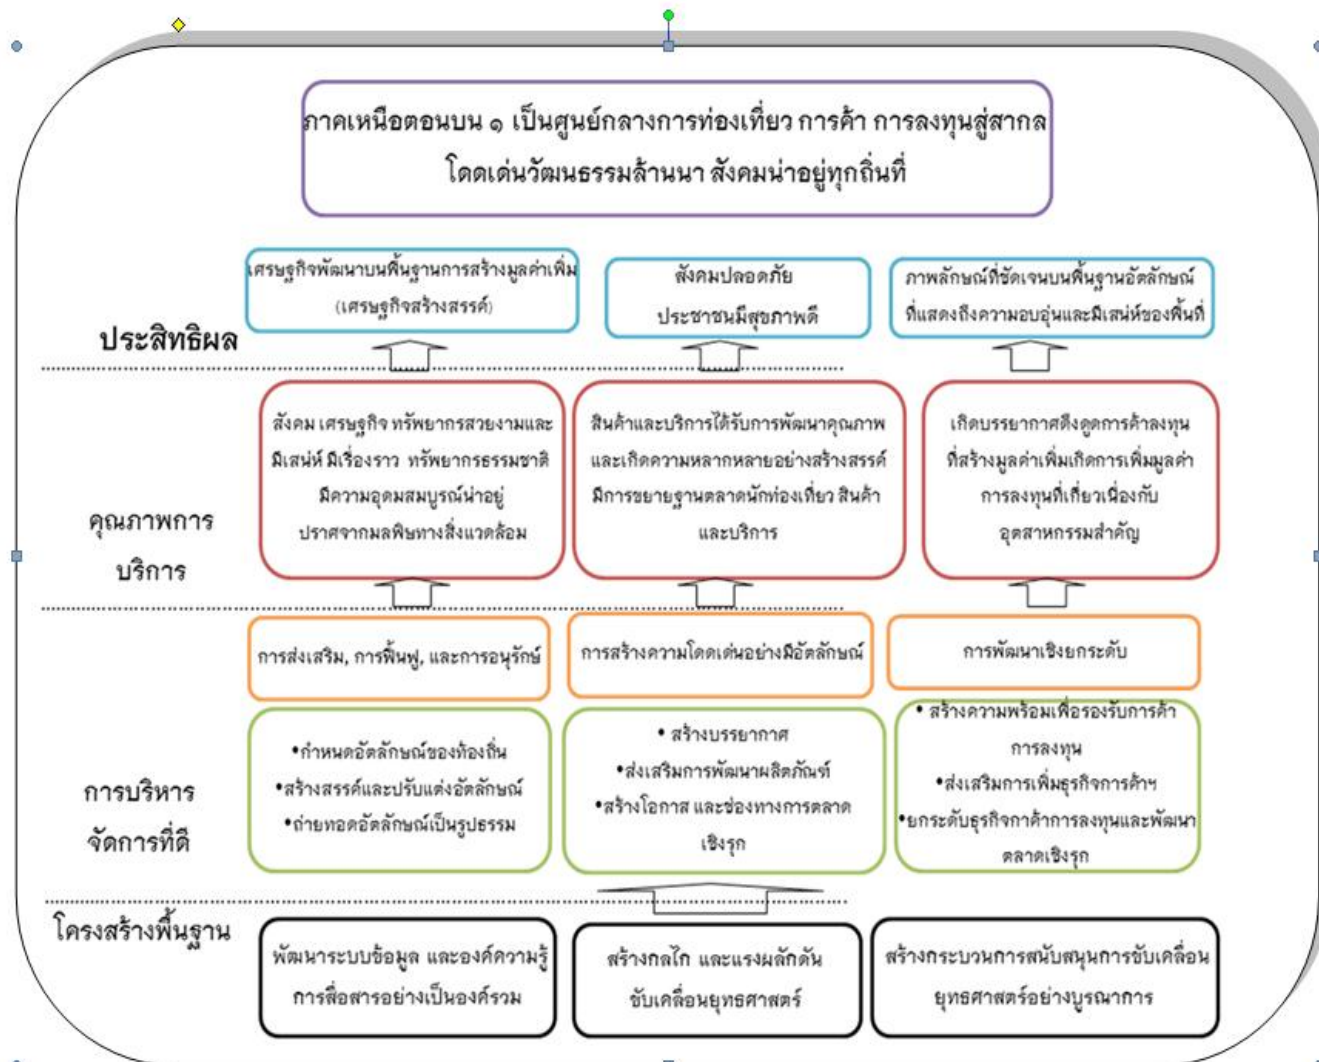 ภาคเหนือตอนบน ๑ เป็นศูนย์กลางการท่องเที่ยว การค้า การลงทุนสู่สากล
โดดเด่นวัฒนธรรมล้านนา สังคมน่าอยู่ทุกถิ่นที่
ประสิทธิผล
เศรษฐกิจพัฒนาบนพื้นฐานการสร้างมูลค่าเพิ่ม
(เศรษฐกิจสร้างสรรค์)
สังคมปลอดภัย
ประชาชนมีสุขภาพดี
ภาพลักษณ์ที่ชัดเจนบนพื้นฐานอัตลักษณ์
ที่แสดงถึงความอบอุ่นและมีเสน่ห์ของพื้นที่
คุณภาพการ
บริการ
สังคม เศรษฐกิจ ทรัพยากรสวยงามและ
มีเสน่ห์ มีเรื่องราว ทรัพยากรธรรมชาติ
มีความอุดมสมบูรณ์น่าอยู่
ปราศจากมลพิษทางสิ่งแวดล้อม
สินค้าและบริการได้รับการพัฒนาคุณภาพ
และเกิดความหลากหลายอย่างสร้างสรรค์
มีการขยายฐานตลาดนักท่องเที่ยว สินค้า
และบริการ
เกิดบรรยากาศดึงดูดการค้าลงทุน
ที่สร้างมูลค่าเพิ่มเกิดการเพิ่มมูลค่า
การลงทุนที่เกี่ยวเนื่องกับ
อุตสาหกรรมสำคัญ
การบริหาร
จัดการที่ดี
การส่งเสริม, การฟื้นฟู, และการอนุรักษ์
การสร้างความโดดเด่นอย่างมีอัตลักษณ์
การพัฒนาเชิงยกระดับ
•กำหนดอัตลักษณ์ของท้องถิ่น
•สร้างสรรค์และปรับแต่งอัตลักษณ์
•ถ่ายทอดอัตลักษณ์เป็นรูปธรรม
• สร้างบรรยากาศ
•ส่งเสริมการพัฒนาผลิตภัณฑ์
•สร้างโอกาส และช่องทางการตลาด
เชิงรุก
• สร้างความพร้อมเพื่อรองรับการค้า
การลงทุน
•ส่งเสริมการเพิ่มธุรกิจการค้าฯ
•ยกระดับธุรกิจกาค้าการลงทุนและพัฒนา
ตลาดเชิงรุก
โครงสร้างพื้นฐาน
พัฒนาระบบข้อมูล และองค์ความรู้
การสื่อสารอย่างเป็นองค์รวม
สร้างกลไก และแรงผลักดัน
ขับเคลื่อนยุทธศาสตร์
สร้างกระบวนการสนับสนุนการขับเคลื่อน
ยุทธศาสตร์อย่างบูรณาการ